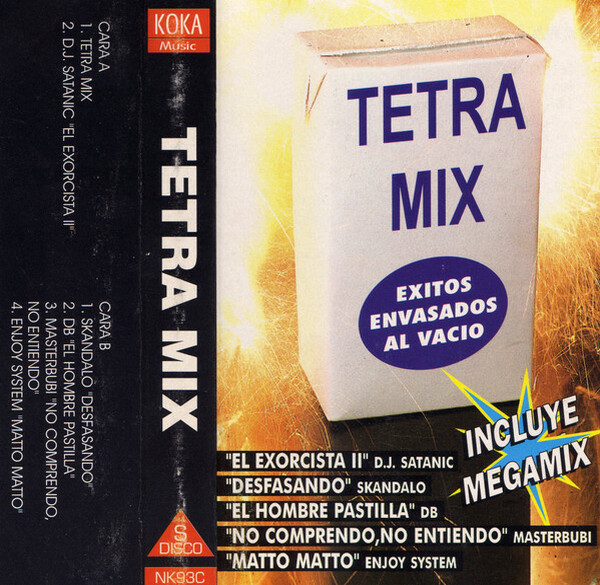 CARA A
1. TETRA MIX
2. D.J. SATANIC "EL EXORCISTA II"
CARA B
1. SKANDALO "DESFASANDO"
2. DB "EL HOMBRE PASTILLA"
3. MASTERBUBI "NO COMPRENDO,
NO ENTIENDO"
4. ENJOY SYSTEM "MATTO MATTO"
KOKA
Music
TETRA MIX
S
DISCO
NK93C
TETRA
MIX
EXITOS
ENVASADOS
AL VACIO
INCLUYE
MEGAMIX
"EL EXORCISTA II" D.J. SATANIC
"DESFASANDO" SKANDALO
"EL HOMBRE PASTILLA" DB
"NO COMPRENDO,NO ENTIENDO" MASTERBUBI
"MATTO MATTO" ENJOY SYSTEM